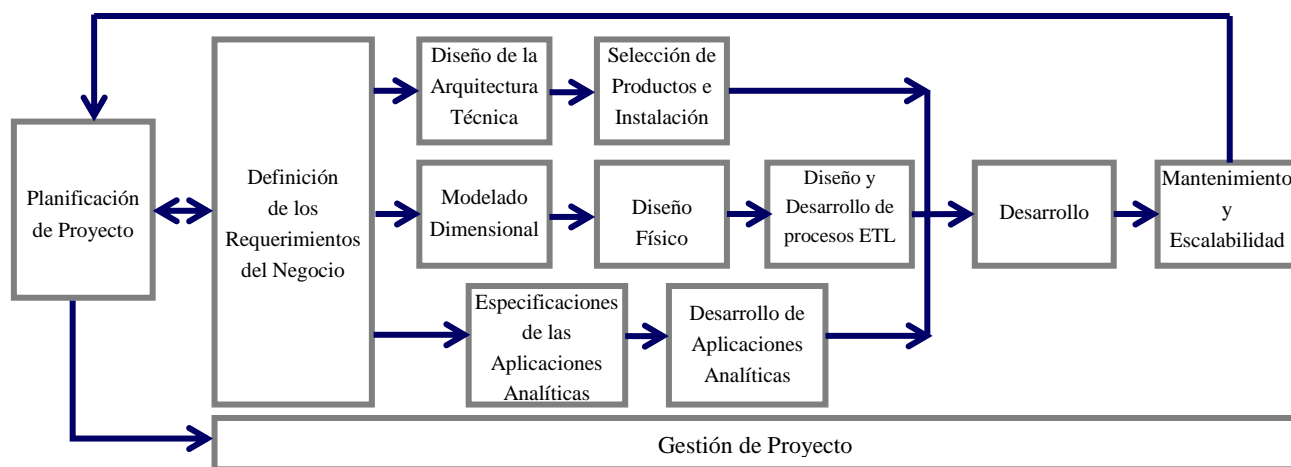 Planificación
de Proyecto
Definición
de los
Requerimientos
del Negocio
Diseño de la
Arquitectura
Técnica
Selección de
Productos e
Instalación
Modelado
Dimensional
Diseño
Físico
Diseño y
Desarrollo de
procesos ETL
Especificaciones
de las
Aplicaciones
Analíticas
Desarrollo de
Aplicaciones
Analíticas
Desarrollo
Mantenimiento
y
Escalabilidad
Gestión de Proyecto